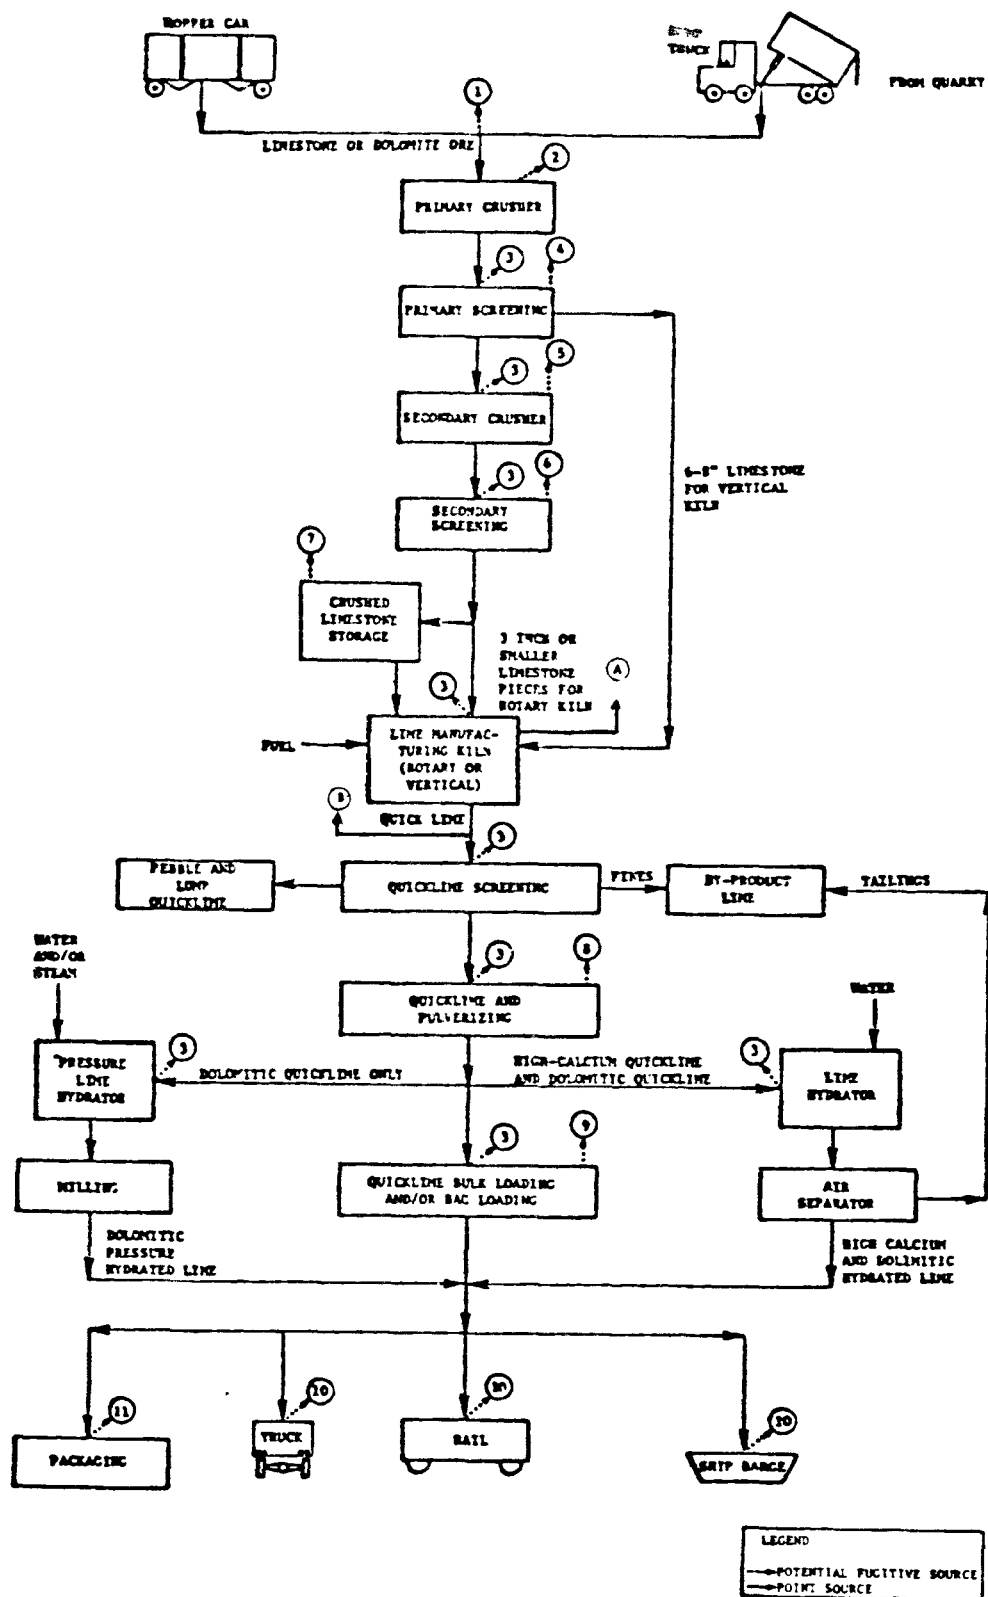 HOPPER CAR
TRUCK
FROM QUARRY
1
LIMESTONE OR DOLOMITE ORE
2
PRIMARY CRUSHER
3
4
PRIMARY SCREENING
3
5
SECONDARY CRUSHER
3
6
6-8" LIMESTONE
FOR VERTICAL
KILN
SECONDARY
SCREENING
7
CRUSHED
LIMESTONE
STORAGE
3 INCH OR
SMALLER
LIMESTONE
PIECES FOR
ROTARY KILN
A
3
FUEL
LIME MANUFAC-
TURING KILN
(ROTARY OR
VERTICAL)
B
QUICK LIME
3
PEBBLE AND
LUMP
QUICKLIME
QUICKLIME SCREENING
FINES
BY-PRODUCT
LIME
TAILINGS
WATER
AND/OR
STEAM
3
8
QUICKLIME AND
PULVERIZING
WATER
PRESSURE
LIME
HYDRATOR
3
DOLOMITIC QUICKLIME ONLY
HIGH-CALCIUM QUICKLIME
AND DOLOMITIC QUICKLIME
3
LIME
HYDRATOR
3
9
MILLING
QUICKLIME BULK LOADING
AND/OR BAG LOADING
AIR
SEPARATOR
DOLOMITIC
PRESSURE
HYDRATED LIME
HIGH CALCIUM
AND DOLIMITIC
HYDRATED LIME
11
10
10
10
PACKAGING
TRUCK
RAIL
SHIP BARGE
LEGEND
POTENTIAL FUGITIVE SOURCE
POINT SOURCE